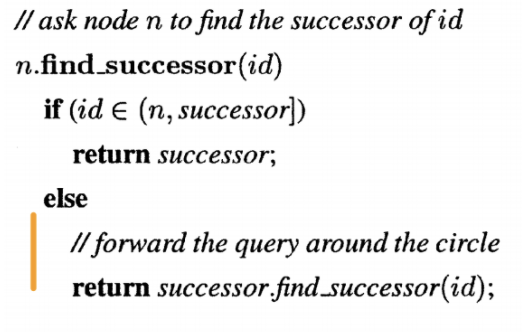 // ask node n to find the successor of id
n.find_successor(id)
if (id ∈ (n, successor])
return successor;
else
// forward the query around the circle
return successor.find_successor(id);